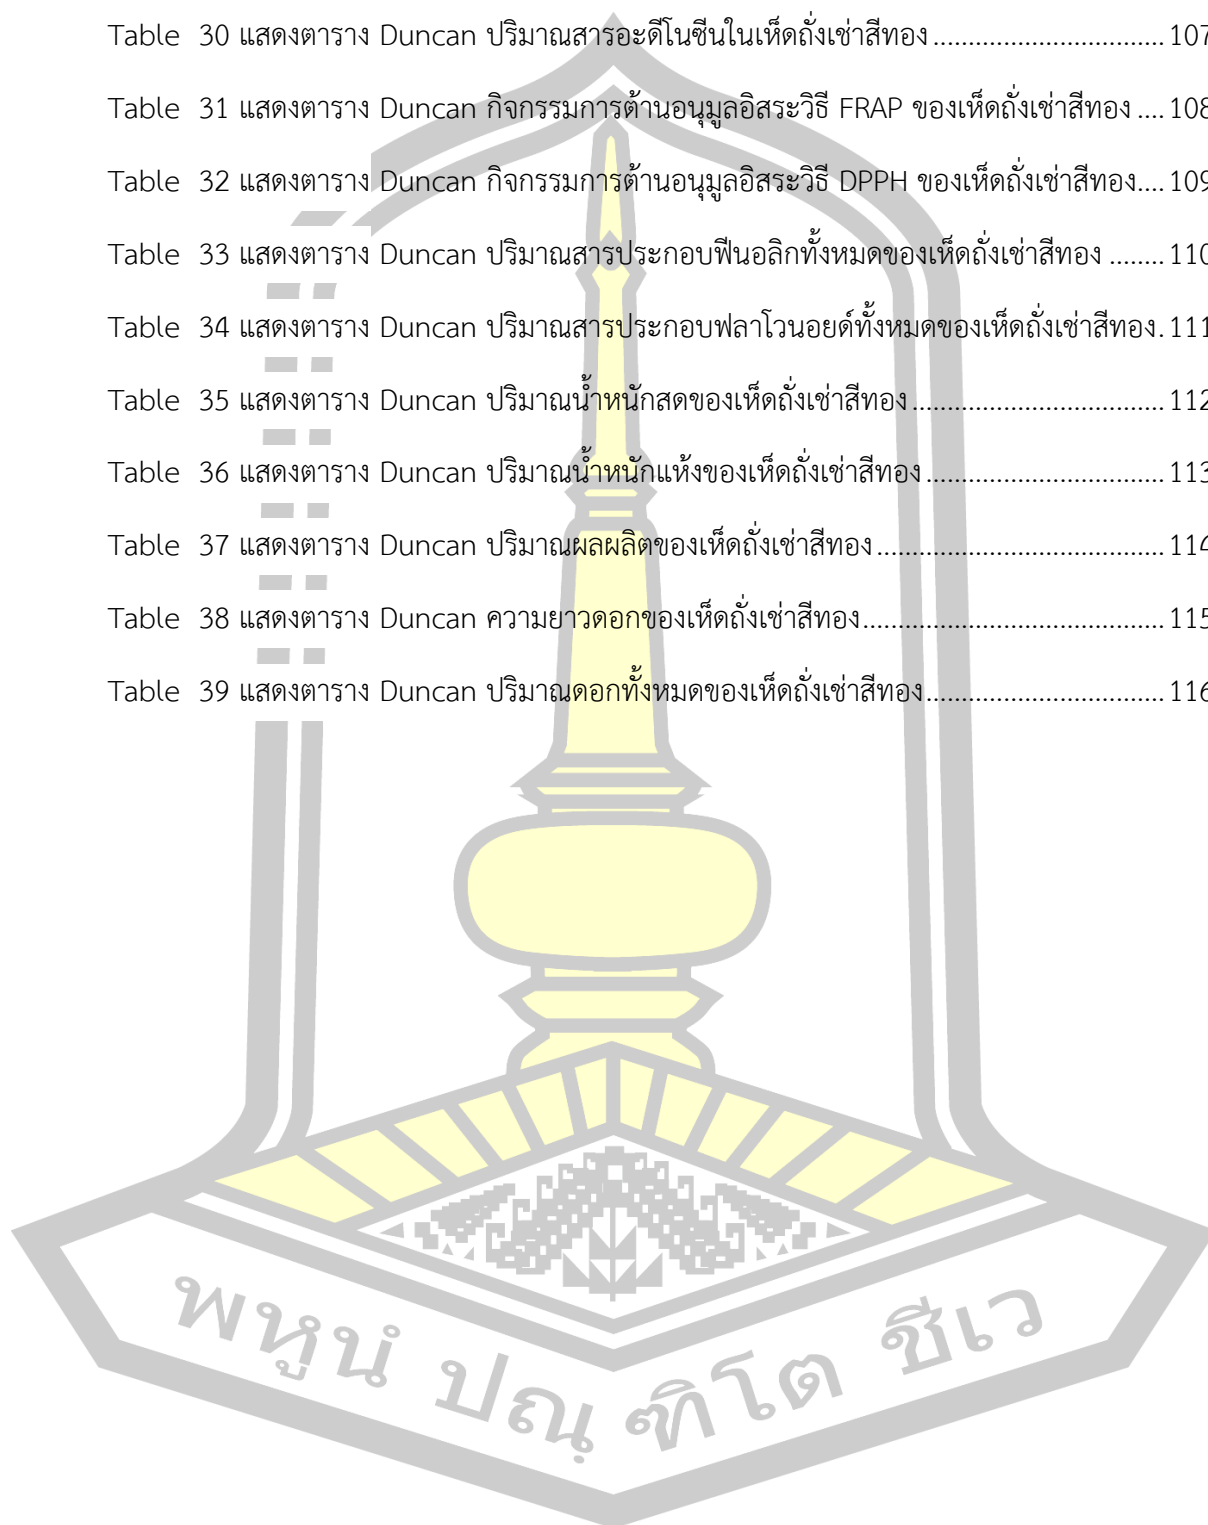 Table 30 แสดงตาราง Duncan ปริมาณสารอะดีโนซีนในเห็ดถั่งเช่าสีทอง ................................ 107
Table 31 แสดงตาราง Duncan กิจกรรมการต้านอนุมูลอิสระวิธี FRAP ของเห็ดถั่งเช่าสีทอง .... 108
Table 32 แสดงตาราง Duncan กิจกรรมการต้านอนุมูลอิสระวิธี DPPH ของเห็ดถั่งเช่าสีทอง.... 109
Table 33 แสดงตาราง Duncan ปริมาณสารประกอบฟีนอลิกทั้งหมดของเห็ดถั่งเช่าสีทอง ........ 110
Table 34 แสดงตาราง Duncan ปริมาณสารประกอบฟลาโวนอยด์ทั้งหมดของเห็ดถั่งเช่าสีทอง. 111
Table 35 แสดงตาราง Duncan ปริมาณน้ำหนักสดของเห็ดถั่งเช่าสีทอง ................................... 112
Table 36 แสดงตาราง Duncan ปริมาณน้ำหนักแห้งของเห็ดถั่งเช่าสีทอง ................................. 113
Table 37 แสดงตาราง Duncan ปริมาณผลผลิตของเห็ดถั่งเช่าสีทอง ........................................ 114
Table 38 แสดงตาราง Duncan ความยาวดอกของเห็ดถั่งเช่าสีทอง.......................................... 115
Table 39 แสดงตาราง Duncan ปริมาณดอกทั้งหมดของเห็ดถั่งเช่าสีทอง................................. 116
พหูนํ ปณฺฑิโต ชีเว